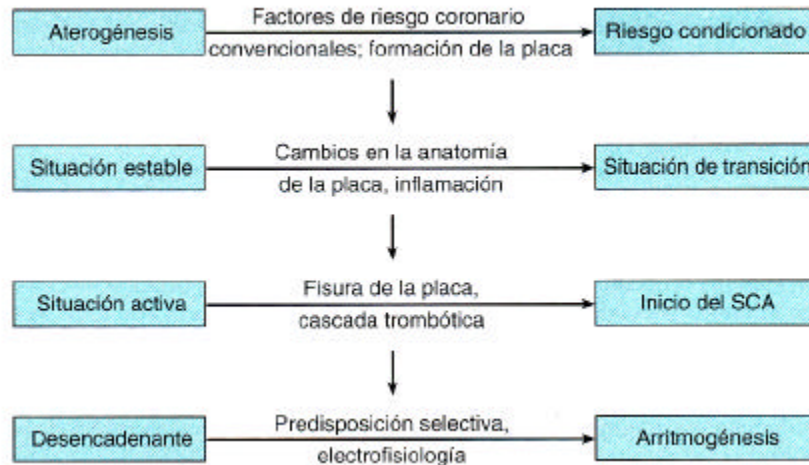 Aterogénesis
Factores de riesgo coronario
convencionales; formación de la placa
Riesgo condicionado
Situación estable
Cambios en la anatomía
de la placa, inflamación
Situación de transición
Situación activa
Fisura de la placa,
cascada trombótica
Inicio del SCA
Desencadenante
Predisposición selectiva,
electrofisiología
Arritmogénesis